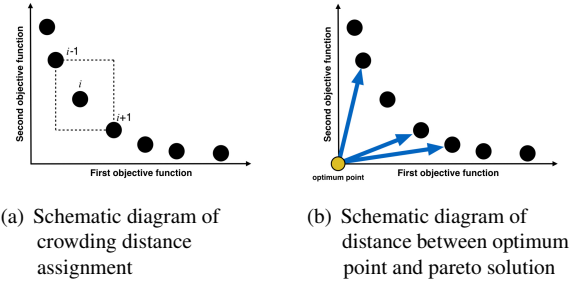 Second objective function
i-1
i
i+1
First objective function
(a) Schematic diagram of
crowding distance
assignment
Second objective function
optimum point
First objective function
(b) Schematic diagram of
distance between optimum
point and pareto solution